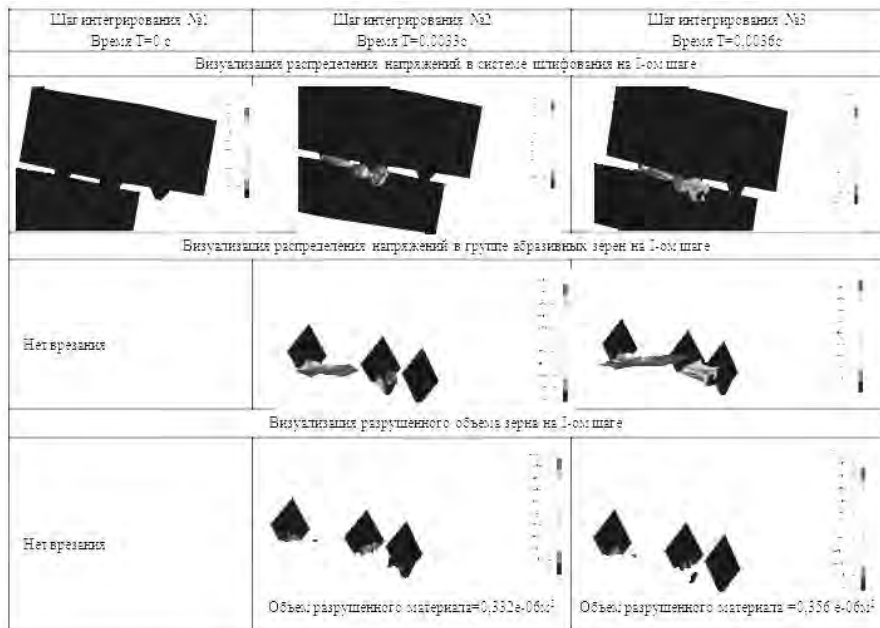 Шаг интегрирования №1
Время T=0 с
Шаг интегрирования №2
Время T=0,0033с
Шаг интегрирования №3
Время T=0,0036с
Визуализация распределения напряжений в системе шлифования на I-ом шаге
Визуализация распределения напряжений в группе абразивных зерен на I-ом шаге
Нет врезания
Визуализация разрушенного объема зерна на I-ом шаге
Нет врезания
Объем разрушенного материала=0,332e-06м³
Объем разрушенного материала =0,356 e-06м³